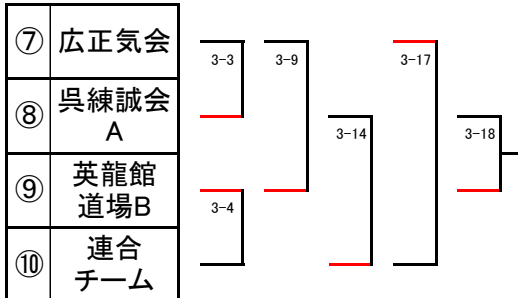 ⑦ 広正気会
3-3
3-9
3-17
⑧ 呉練誠会
A
3-14
3-18
⑨ 英龍館
道場B
3-4
⑩ 連合
チーム